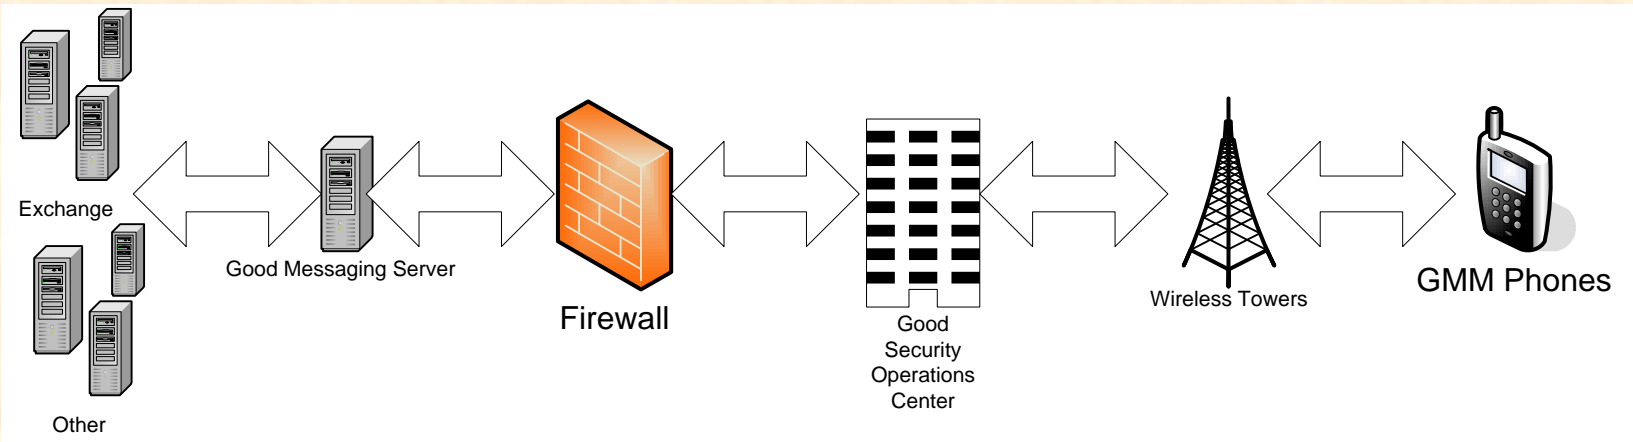 Exchange
Other
Good Messaging Server
Firewall
Good
Security
Operations
Center
Wireless Towers
GMM Phones